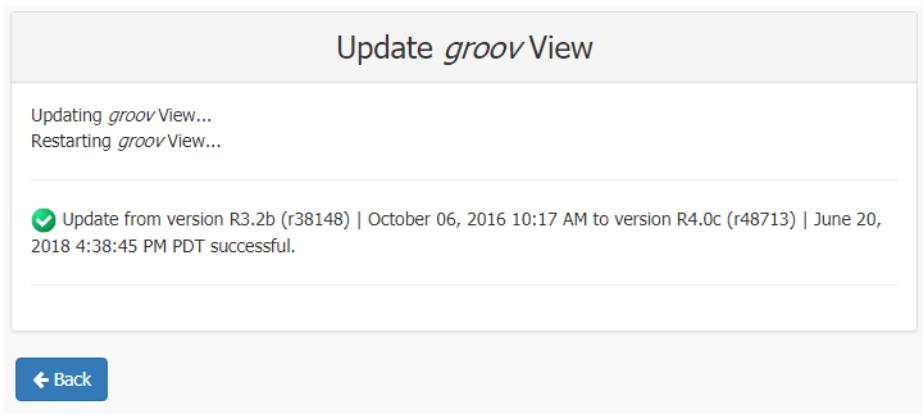 Update groov View
Updating groov View...
Restarting groov View...
Update from version R3.2b (r38148) | October 06, 2016 10:17 AM to version R4.0c (r48713) | June 20,
2018 4:38:45 PM PDT successful.
Back